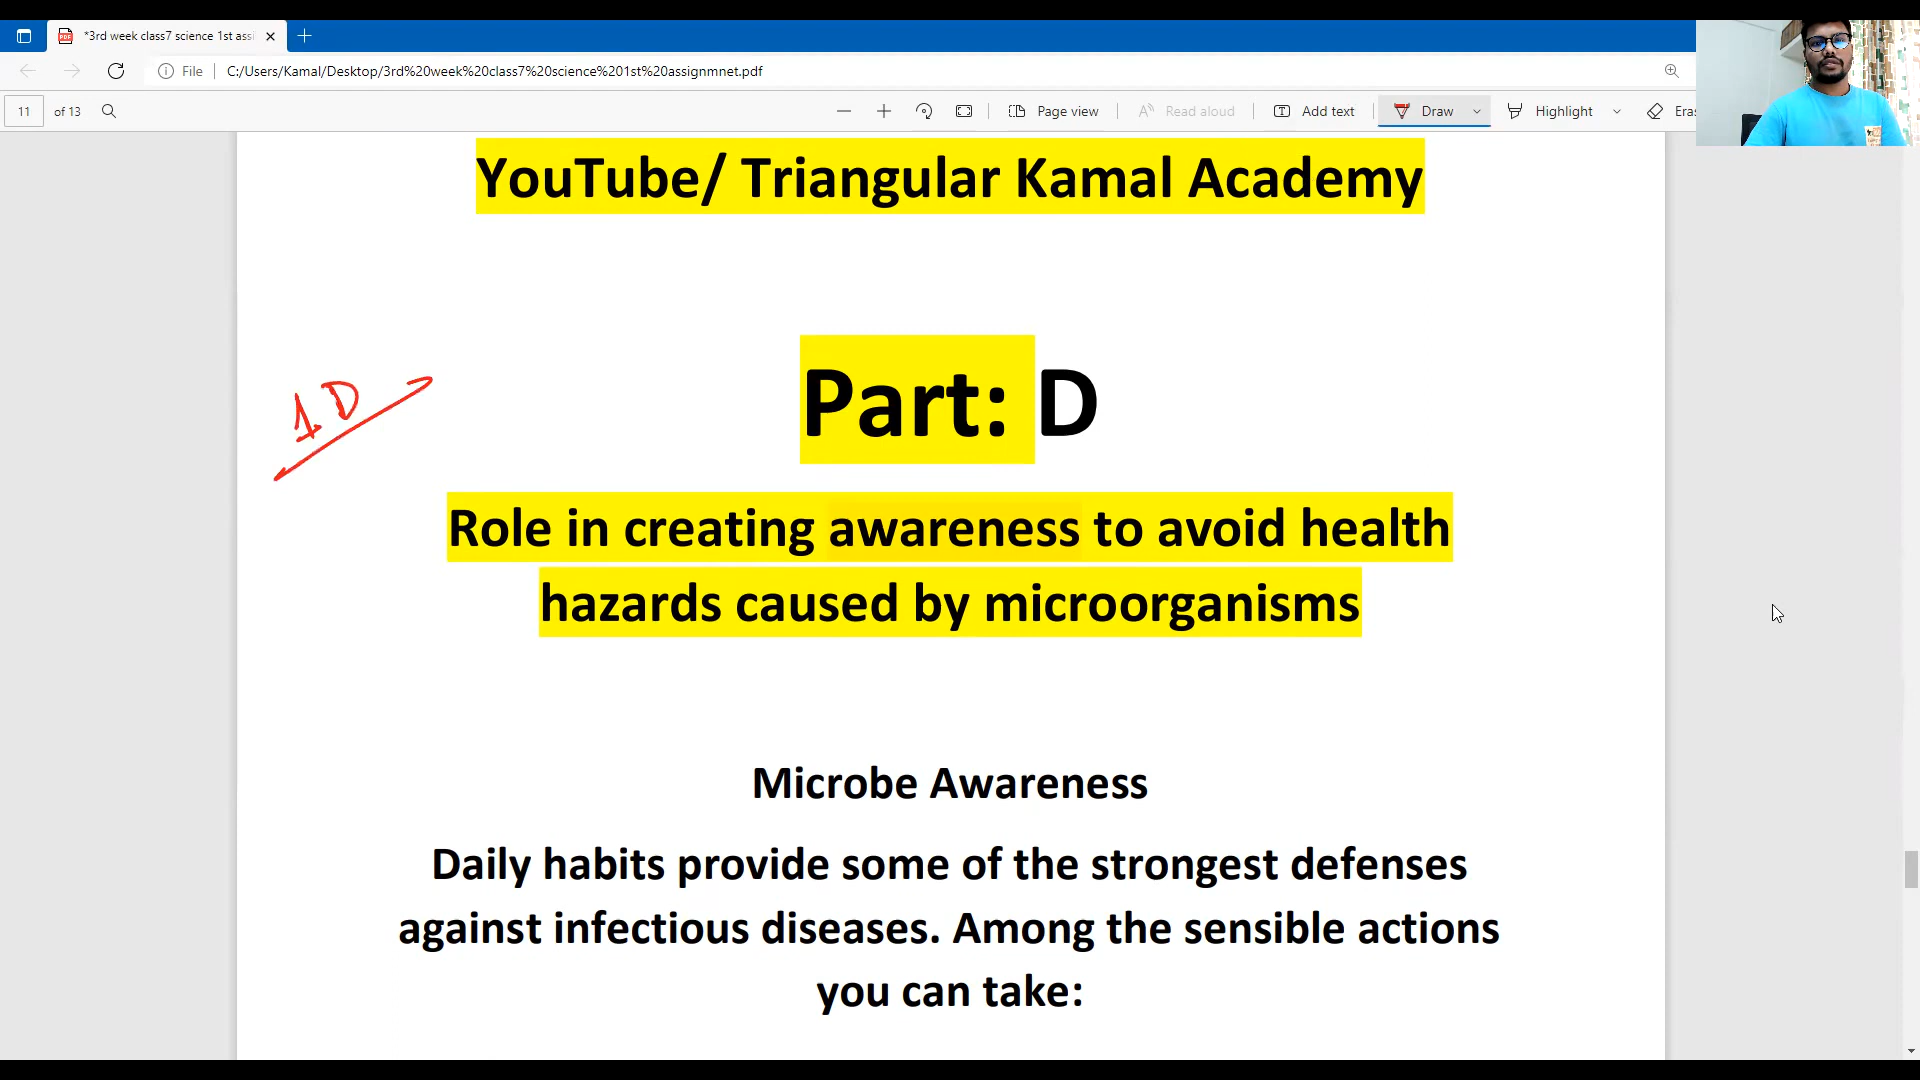 *3rd week class7 science 1st assi
File
C:/Users/Kamal/Desktop/3rd%20week%20class7%20science%201st%20assignmnet.pdf
11 of 13
Page view
Read aloud
Add text
Draw
Highlight
Eras
YouTube/ Triangular Kamal Academy
1D
Part: D
Role in creating awareness to avoid health
hazards caused by microorganisms
Microbe Awareness
Daily habits provide some of the strongest defenses
against infectious diseases. Among the sensible actions
you can take: